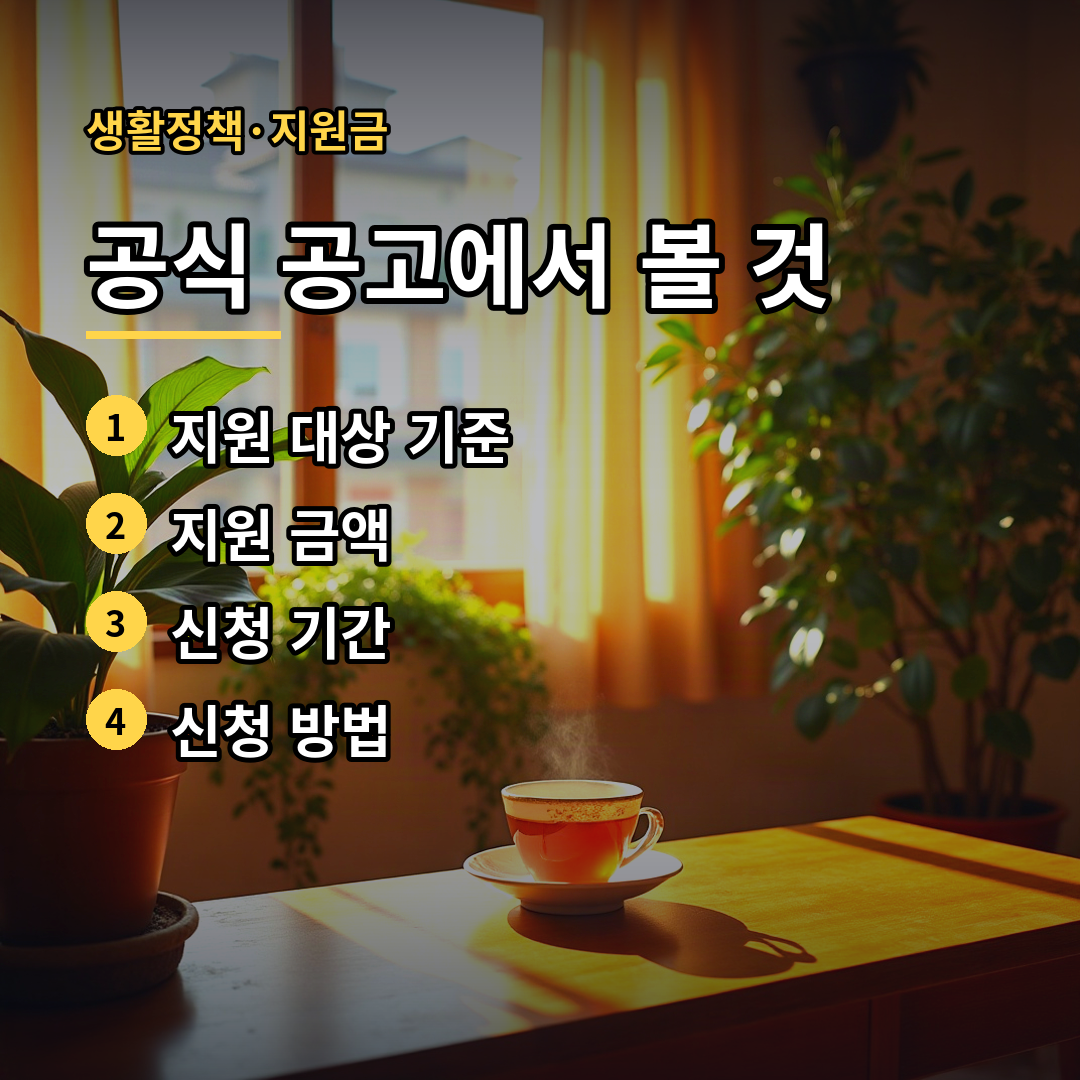 생활정책·지원금
공식 공고에서 볼 것
1 지원 대상 기준
2 지원 금액
3 신청 기간
4 신청 방법